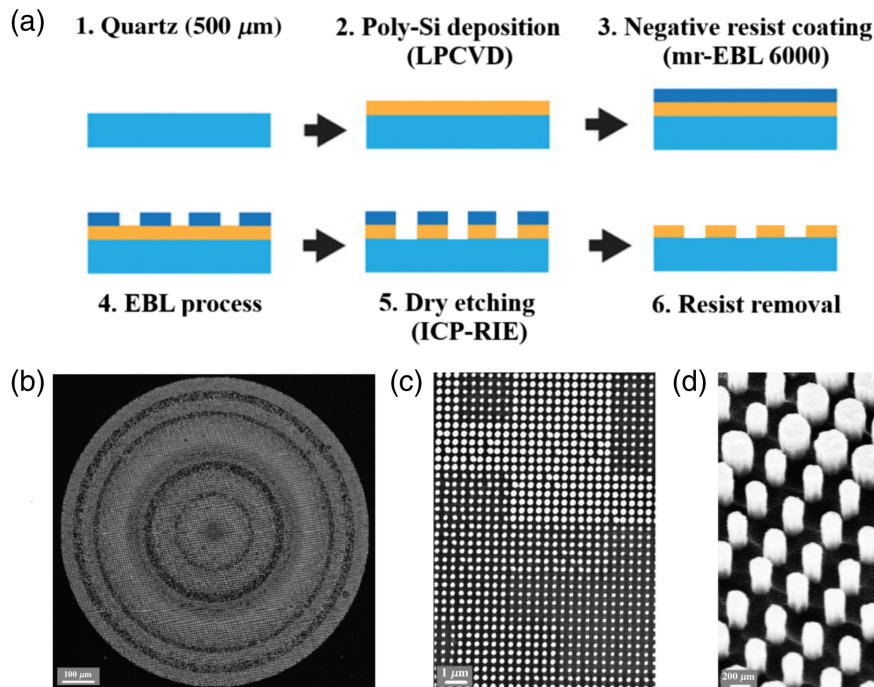 (a)
1. Quartz (500 μm)
2. Poly-Si deposition
(LPCVD)
3. Negative resist coating
(mr-EBL 6000)
4. EBL process
5. Dry etching
(ICP-RIE)
6. Resist removal
(b)
(c)
(d)
100 μm
1 μm
200 μm